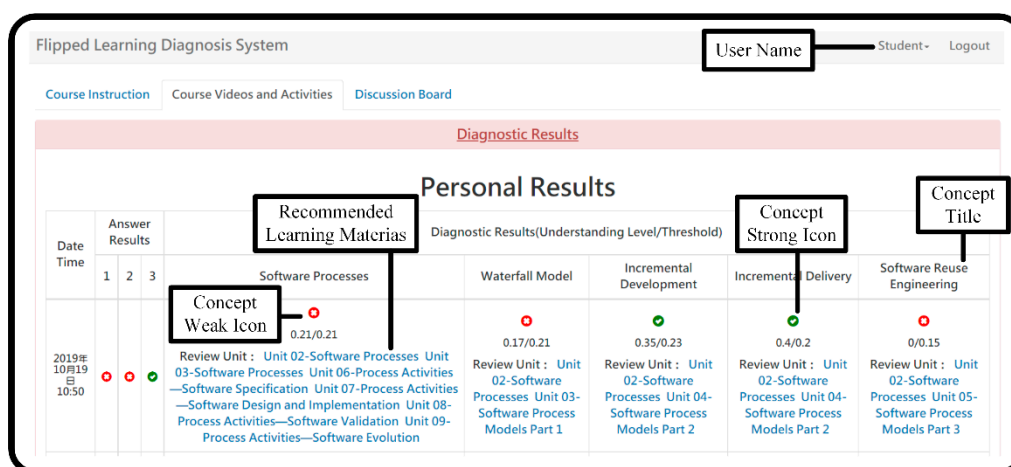 Flipped Learning Diagnosis System
User Name
Student
Logout
Course Instruction
Course Videos and Activities
Discussion Board
Diagnostic Results
Personal Results
Date
Time
Answer
Results
1 2 3
Diagnostic Results(Understanding Level/Threshold)
Recommended
Learning Materias
Concept
Strong Icon
Concept
Title
Software Processes
Waterfall Model
Incremental
Development
Incremental Delivery
Software Reuse
Engineering
Concept
Weak Icon
2019年
10月19
日
10:50
0.21/0.21
Review Unit : Unit 02-Software Processes Unit
03-Software Processes Unit 06-Process Activities
—Software Specification Unit 07-Process Activities
—Software Design and Implementation Unit 08-
Process Activities—Software Validation Unit 09-
Process Activities—Software Evolution
0.17/0.21
Review Unit : Unit
02-Software
Processes Unit 03-
Software Process
Models Part 1
0.35/0.23
Review Unit : Unit
02-Software
Processes Unit 04-
Software Process
Models Part 2
0.4/0.2
Review Unit : Unit
02-Software
Processes Unit 04-
Software Process
Models Part 2
0/0.15
Review Unit : Unit
02-Software
Processes Unit 05-
Software Process
Models Part 3